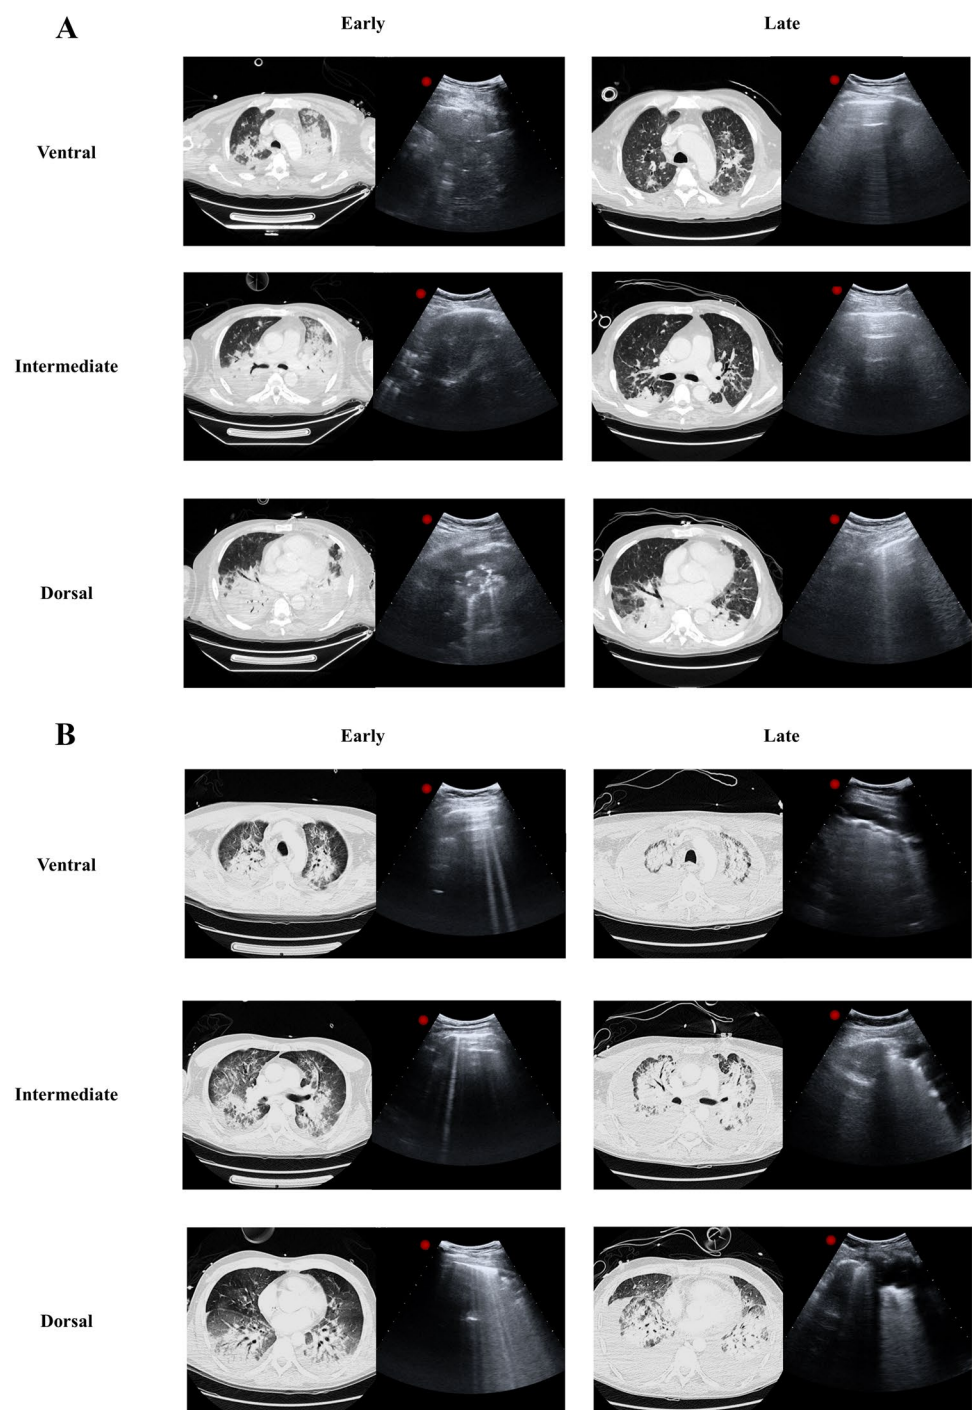 A
Early Late
Ventral
Intermediate
Dorsal
B
Early Late
Ventral
Intermediate
Dorsal